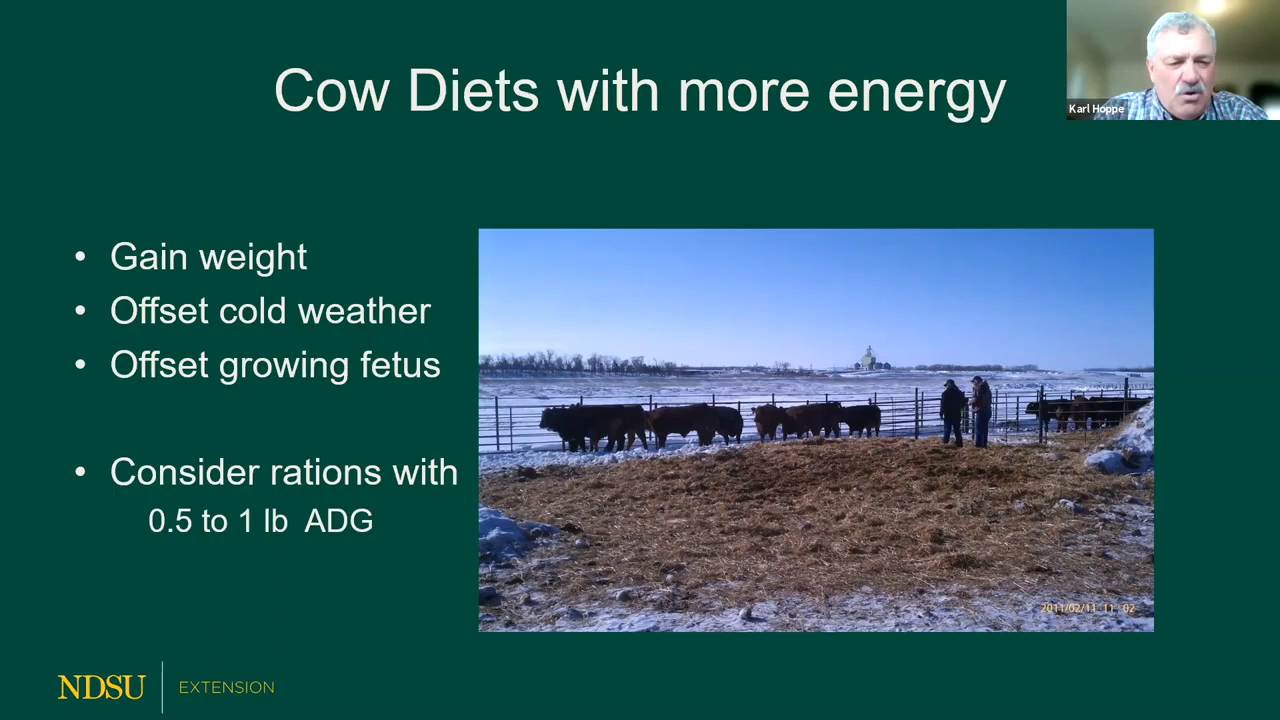 Cow Diets with more energy
Karl Hoppe
• Gain weight
• Offset cold weather
• Offset growing fetus
• Consider rations with
0.5 to 1 lb ADG
2011/02/11 11:02
NDSU EXTENSION